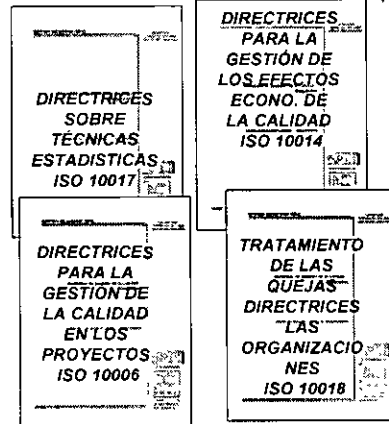 DIRECTRICES
SOBRE
TÉCNICAS
ESTADISTICAS
ISO 10017
DIRECTRICES
PARA LA
GESTIÓN DE
LOS EFECTOS
ECONO. DE
LA CALIDAD
ISO 10014
DIRECTRICES
PARA LA
GESTIÓN DE
LA CALIDAD
EN LOS
PROYECTOS
ISO 10006
TRATAMIENTO
DE LAS
QUEJAS
DIRECTRICES
LAS
ORGANIZACIO
NES
ISO 10018